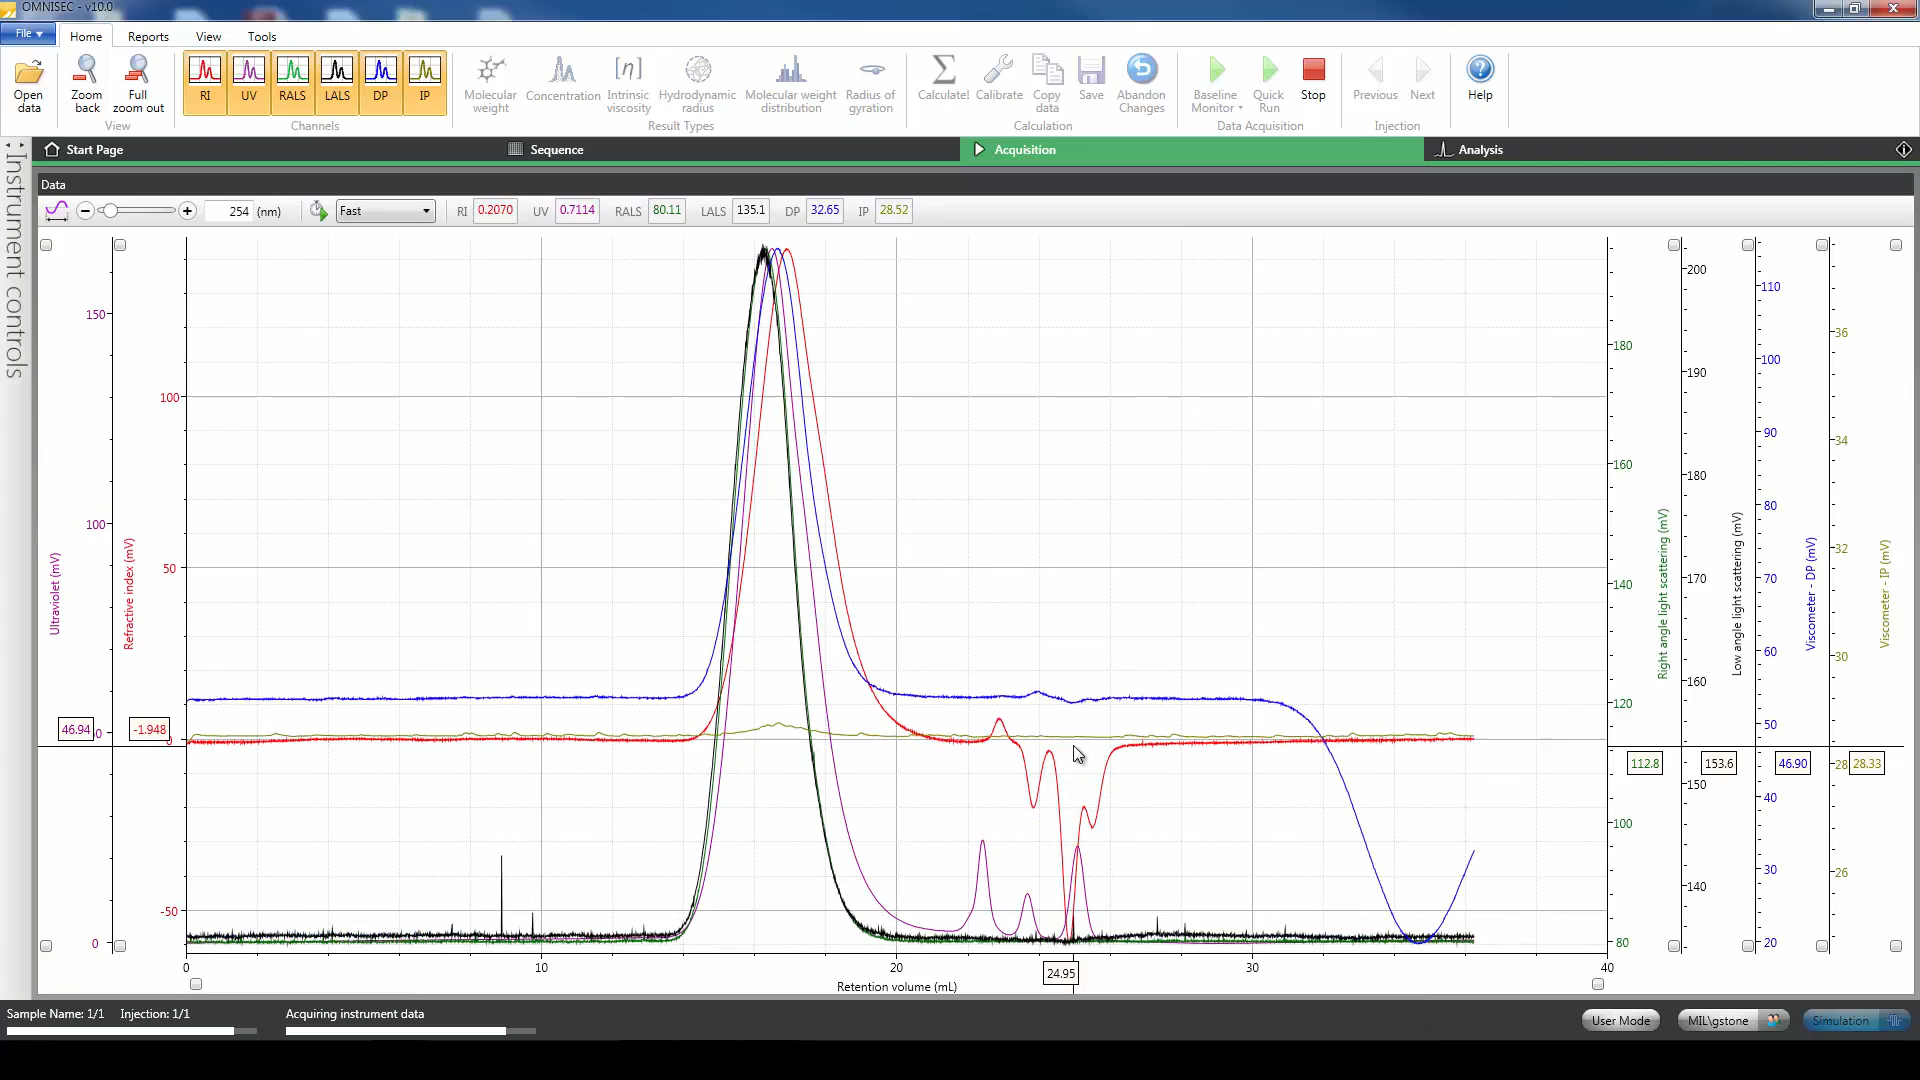 OMNISEC - v10.0
File
Home
Reports
View
Tools
Open data
Zoom back
Full zoom out
View
RI
UV
RALS
LALS
DP
IP
Channels
Molecular weight
Concentration
[η]
Intrinsic viscosity
Hydrodynamic radius
Molecular weight distribution
Radius of gyration
Result Types
Calculate!
Calibrate
Copy data
Save
Abandon Changes
Calculation
Baseline Monitor
Quick Run
Stop
Data Acquisition
Previous
Next
Injection
Help
Start Page
Sequence
Acquisition
Analysis
Instrument controls
Data
254 (nm)
Fast
RI 0.2070
UV 0.7114
RALS 80.11
LALS 135.1
DP 32.65
IP 28.52
Ultraviolet (mV)
150
100
0
0
46.94
Refractive index (mV)
100
50
0
-50
-1.948
Right angle light scattering (mV)
180
160
140
120
100
80
112.8
Low angle light scattering (mV)
200
190
180
170
160
150
140
153.6
Viscometer - DP (mV)
110
100
90
80
70
60
50
40
30
20
46.90
Viscometer - IP (mV)
36
34
32
30
28
26
28.33
0 10 20 30 40
24.95
Retention volume (mL)
Sample Name: 1/1 Injection: 1/1
Acquiring instrument data
User Mode
MIL\gstone
Simulation